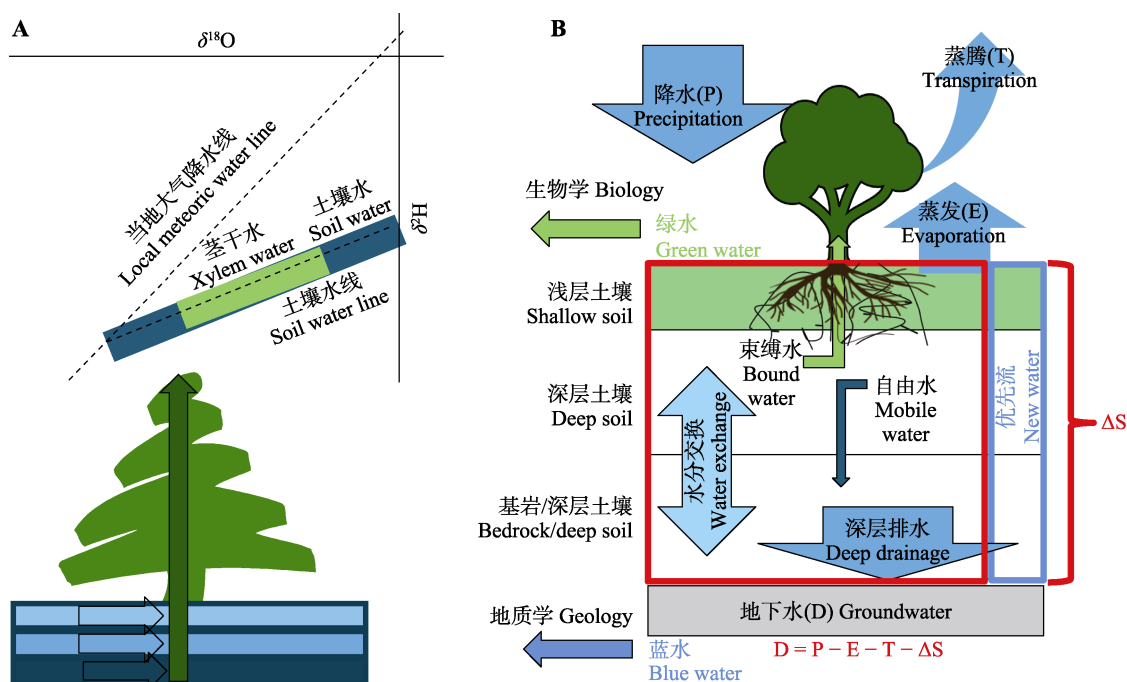 A
δ18O
δ2H
当地大气降水线
Local meteoric water line
茎干水
Xylem water
土壤水
Soil water
土壤水线
Soil water line
B
降水(P)
Precipitation
蒸腾(T)
Transpiration
生物学 Biology
绿水
Green water
蒸发(E)
Evaporation
浅层土壤
Shallow soil
束缚水
Bound
water
深层土壤
Deep soil
自由水
Mobile
water
优先流
New water
ΔS
水分交换
Water exchange
基岩/深层土壤
Bedrock/deep soil
深层排水
Deep drainage
地质学 Geology
地下水(D) Groundwater
蓝水
Blue water
D = P − E − T − ΔS